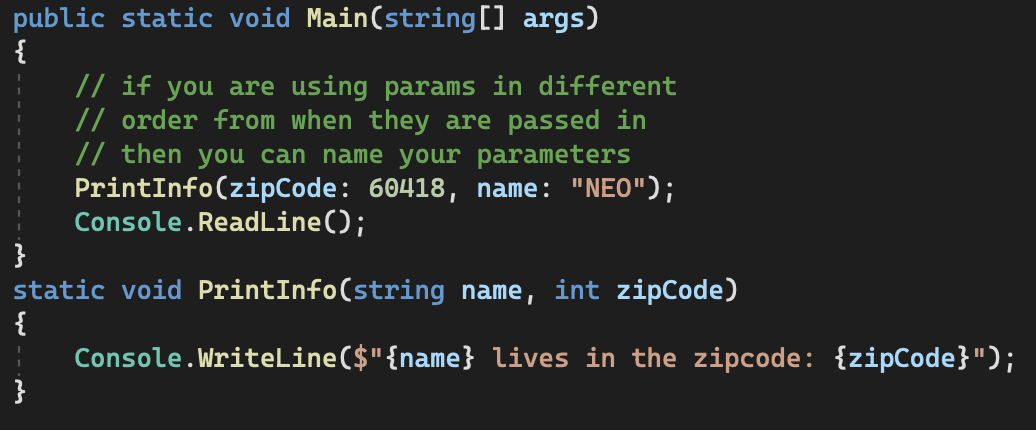 public static void Main(string[] args)
{
    // if you are using params in different
    // order from when they are passed in
    // then you can name your parameters
    PrintInfo(zipCode: 60418, name: "NEO");
    Console.ReadLine();
}
static void PrintInfo(string name, int zipCode)
{
    Console.WriteLine($"{name} lives in the zipcode: {zipCode}");
}